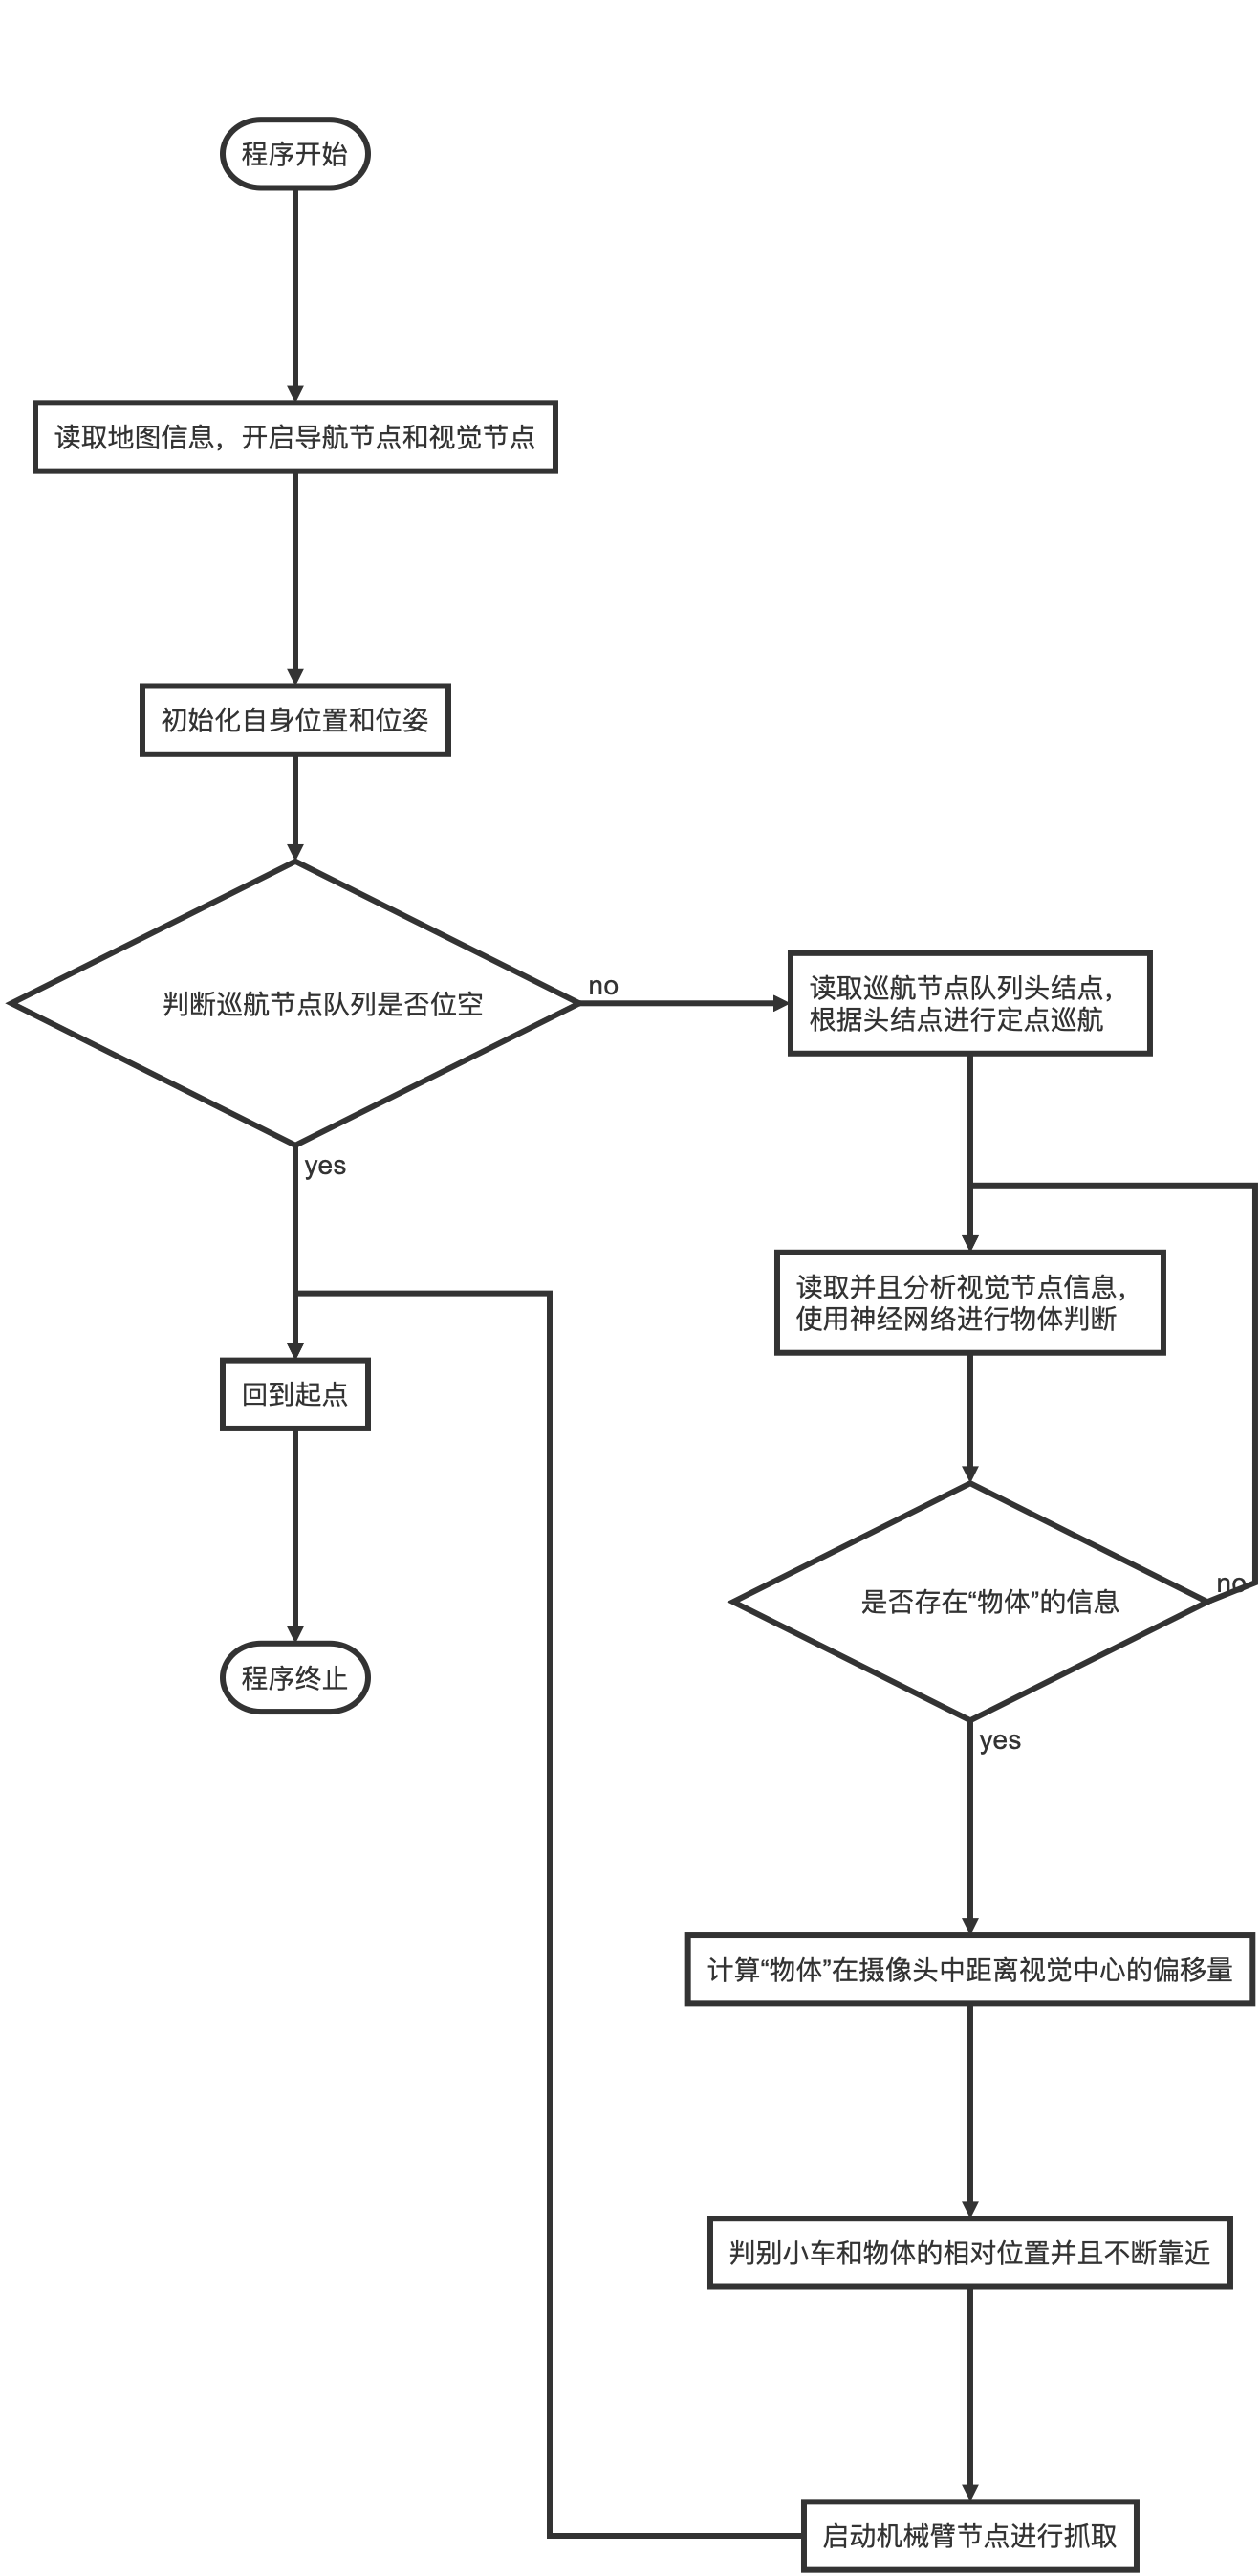 程序开始
读取地图信息，开启导航节点和视觉节点
初始化自身位置和位姿
判断巡航节点队列是否位空
no
读取巡航节点队列头结点，
根据头结点进行定点巡航
yes
读取并且分析视觉节点信息，
使用神经网络进行物体判断
回到起点
no
是否存在“物体”的信息
程序终止
yes
计算“物体”在摄像头中距离视觉中心的偏移量
判别小车和物体的相对位置并且不断靠近
启动机械臂节点进行抓取